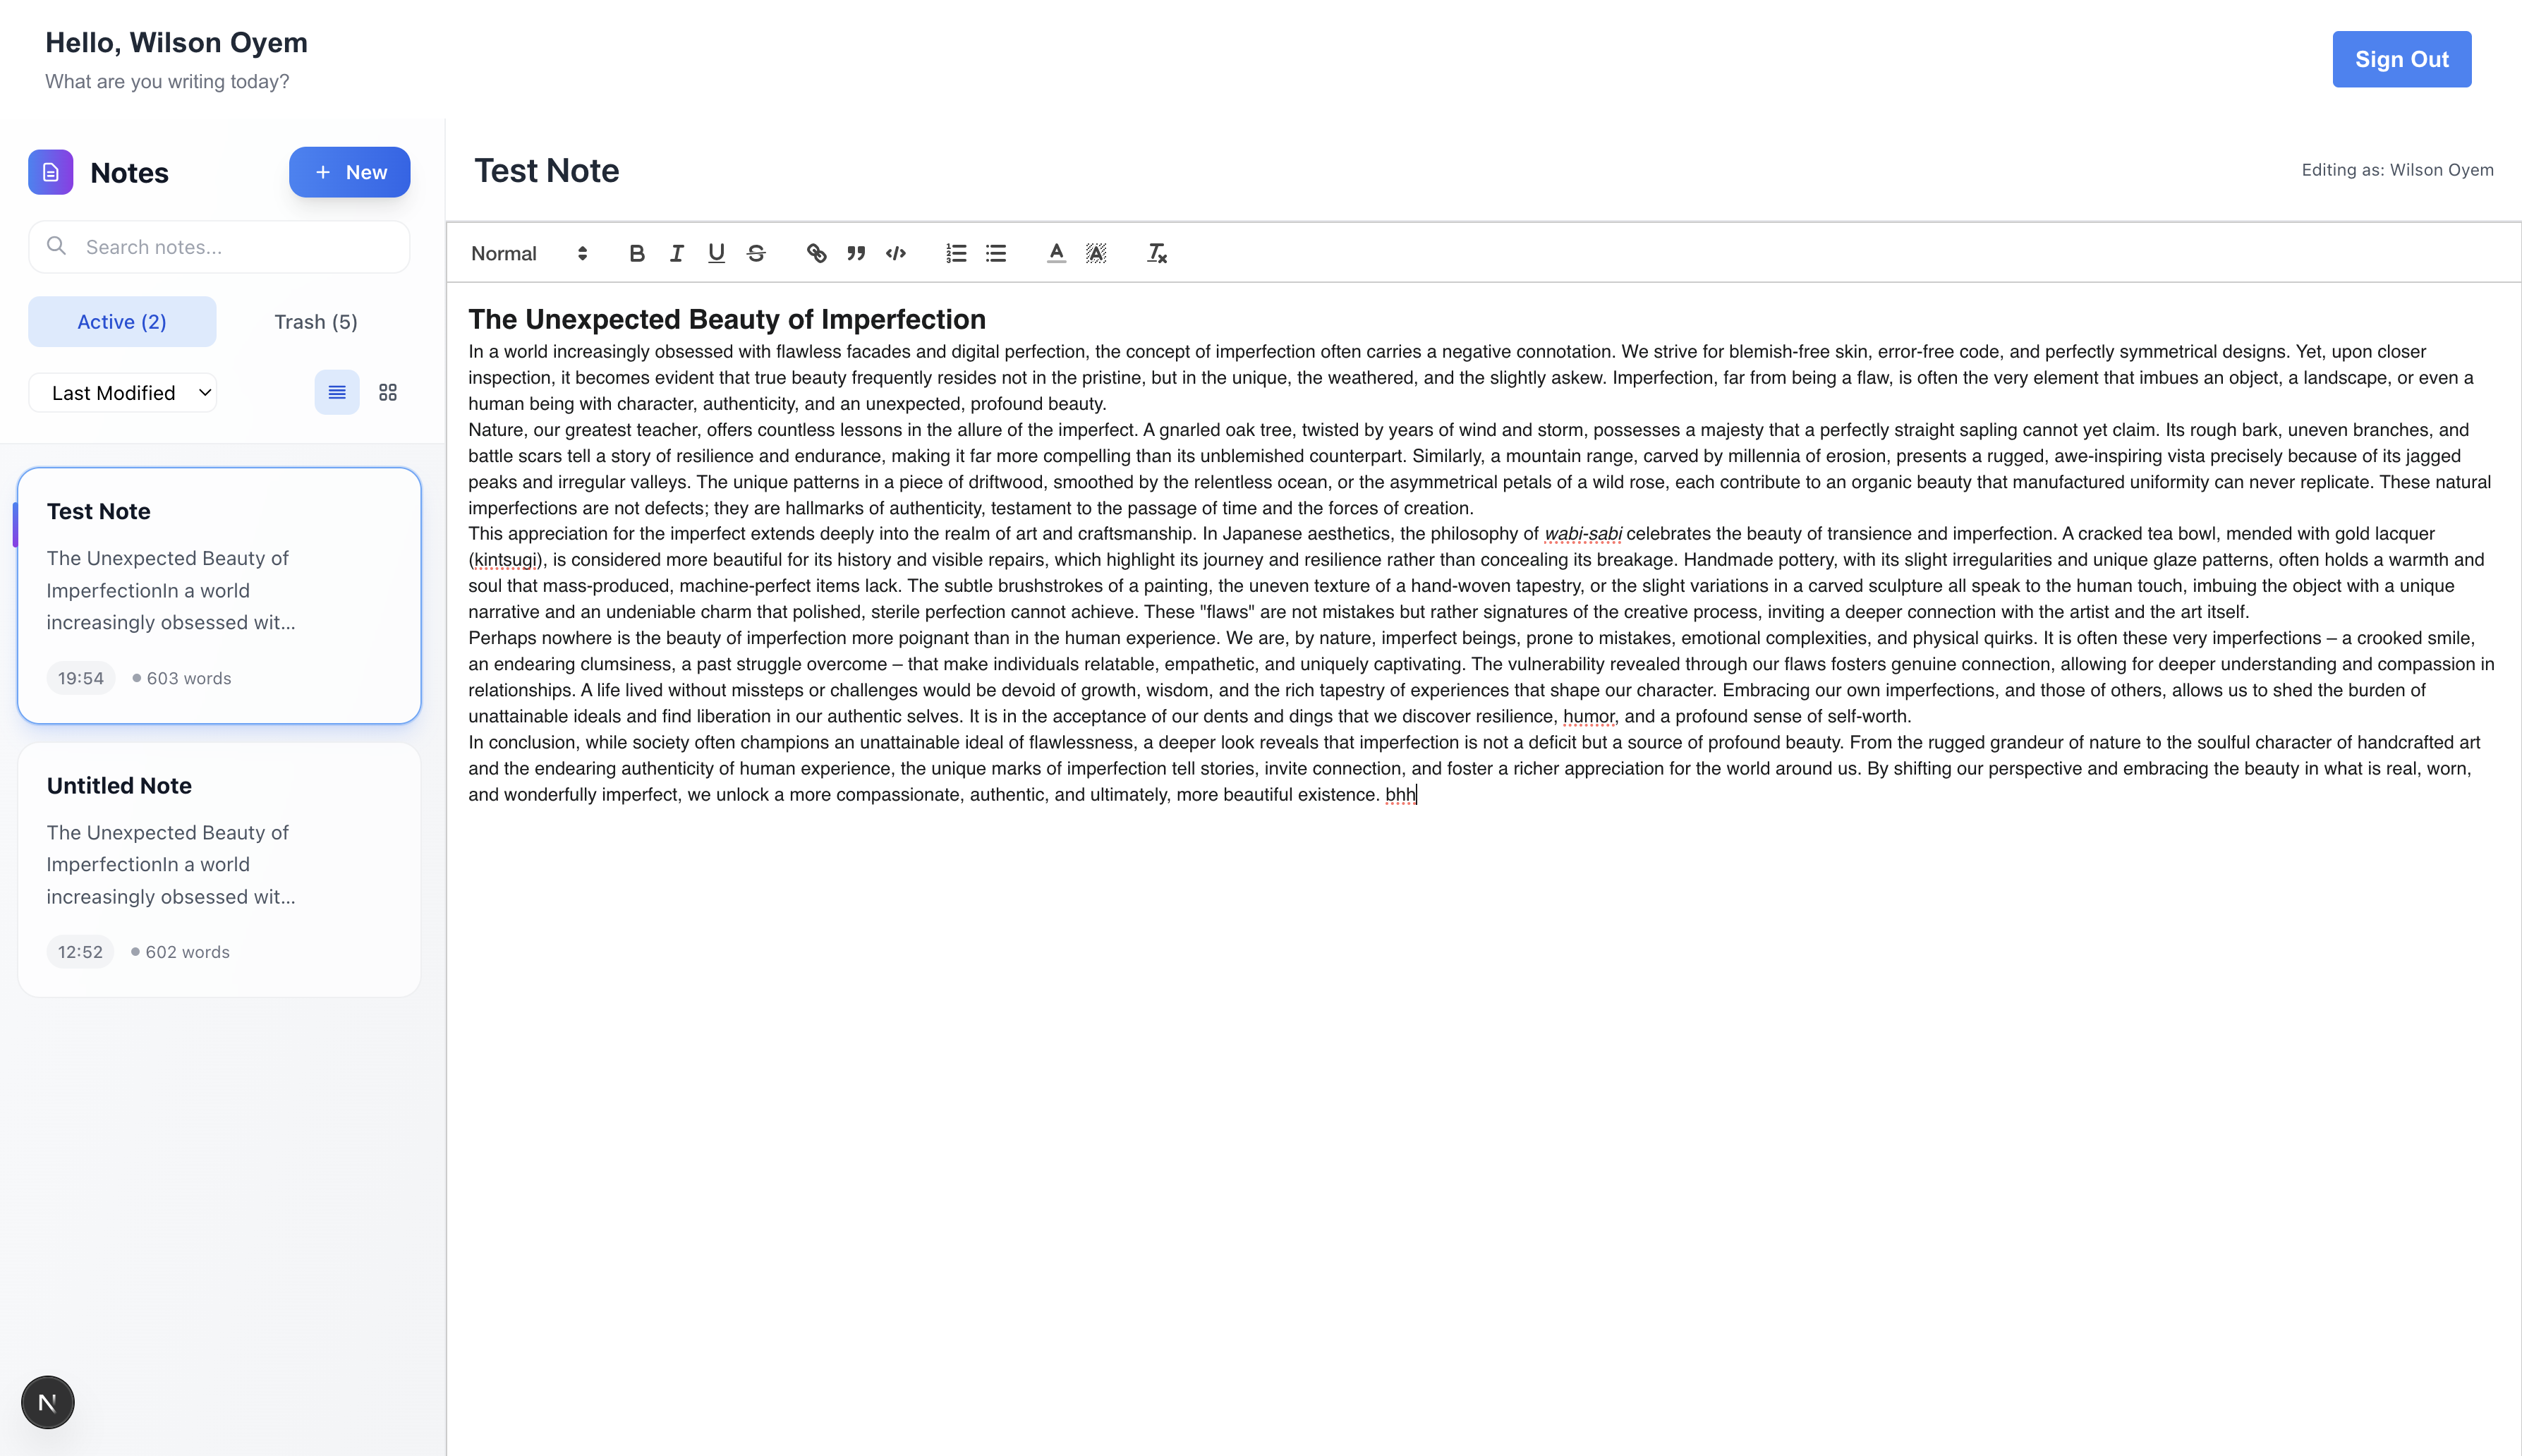 Hello, Wilson Oyem
What are you writing today?
Sign Out
Notes
+ New
Search notes...
Active (2)
Trash (5)
Last Modified
Test Note
The Unexpected Beauty of
ImperfectionIn a world
increasingly obsessed wit...
19:54
603 words
Untitled Note
The Unexpected Beauty of
ImperfectionIn a world
increasingly obsessed wit...
12:52
602 words
N
Test Note
Editing as: Wilson Oyem
Normal
The Unexpected Beauty of Imperfection
In a world increasingly obsessed with flawless facades and digital perfection, the concept of imperfection often carries a negative connotation. We strive for blemish-free skin, error-free code, and perfectly symmetrical designs. Yet, upon closer
inspection, it becomes evident that true beauty frequently resides not in the pristine, but in the unique, the weathered, and the slightly askew. Imperfection, far from being a flaw, is often the very element that imbues an object, a landscape, or even a
human being with character, authenticity, and an unexpected, profound beauty.
Nature, our greatest teacher, offers countless lessons in the allure of the imperfect. A gnarled oak tree, twisted by years of wind and storm, possesses a majesty that a perfectly straight sapling cannot yet claim. Its rough bark, uneven branches, and
battle scars tell a story of resilience and endurance, making it far more compelling than its unblemished counterpart. Similarly, a mountain range, carved by millennia of erosion, presents a rugged, awe-inspiring vista precisely because of its jagged
peaks and irregular valleys. The unique patterns in a piece of driftwood, smoothed by the relentless ocean, or the asymmetrical petals of a wild rose, each contribute to an organic beauty that manufactured uniformity can never replicate. These natural
imperfections are not defects; they are hallmarks of authenticity, testament to the passage of time and the forces of creation.
This appreciation for the imperfect extends deeply into the realm of art and craftsmanship. In Japanese aesthetics, the philosophy of wabi-sabi celebrates the beauty of transience and imperfection. A cracked tea bowl, mended with gold lacquer
(kintsugi), is considered more beautiful for its history and visible repairs, which highlight its journey and resilience rather than concealing its breakage. Handmade pottery, with its slight irregularities and unique glaze patterns, often holds a warmth and
soul that mass-produced, machine-perfect items lack. The subtle brushstrokes of a painting, the uneven texture of a hand-woven tapestry, or the slight variations in a carved sculpture all speak to the human touch, imbuing the object with a unique
narrative and an undeniable charm that polished, sterile perfection cannot achieve. These "flaws" are not mistakes but rather signatures of the creative process, inviting a deeper connection with the artist and the art itself.
Perhaps nowhere is the beauty of imperfection more poignant than in the human experience. We are, by nature, imperfect beings, prone to mistakes, emotional complexities, and physical quirks. It is often these very imperfections – a crooked smile,
an endearing clumsiness, a past struggle overcome – that make individuals relatable, empathetic, and uniquely captivating. The vulnerability revealed through our flaws fosters genuine connection, allowing for deeper understanding and compassion in
relationships. A life lived without missteps or challenges would be devoid of growth, wisdom, and the rich tapestry of experiences that shape our character. Embracing our own imperfections, and those of others, allows us to shed the burden of
unattainable ideals and find liberation in our authentic selves. It is in the acceptance of our dents and dings that we discover resilience, humor, and a profound sense of self-worth.
In conclusion, while society often champions an unattainable ideal of flawlessness, a deeper look reveals that imperfection is not a deficit but a source of profound beauty. From the rugged grandeur of nature to the soulful character of handcrafted art
and the endearing authenticity of human experience, the unique marks of imperfection tell stories, invite connection, and foster a richer appreciation for the world around us. By shifting our perspective and embracing the beauty in what is real, worn,
and wonderfully imperfect, we unlock a more compassionate, authentic, and ultimately, more beautiful existence. bhh